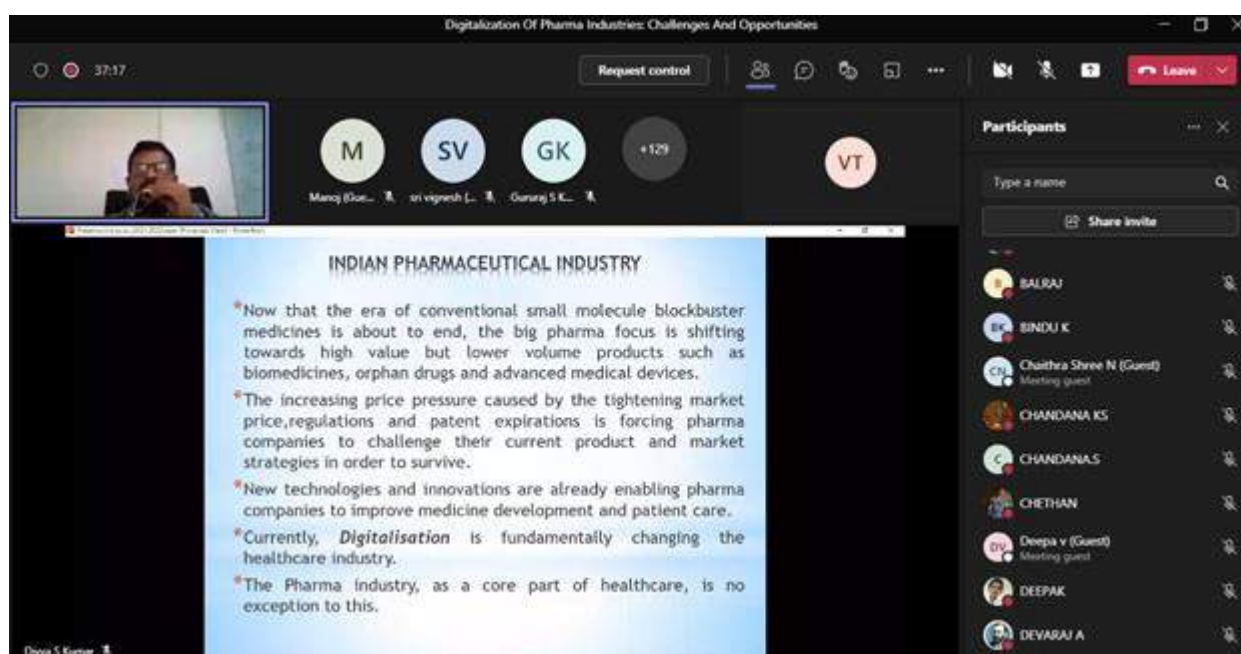 Digitalization Of Pharma Industries: Challenges And Opportunities
37:17
Request control
Leave
M
SV
GK
+129
VT
Manoj (Gue...
sri vignesh (...
Gururaj S K...
Participants
Type a name
Share invite
INDIAN PHARMACEUTICAL INDUSTRY
*Now that the era of conventional small molecule blockbuster
medicines is about to end, the big pharma focus is shifting
towards high value but lower volume products such as
biomedicines, orphan drugs and advanced medical devices.
*The increasing price pressure caused by the tightening market
price,regulations and patent expirations is forcing pharma
companies to challenge their current product and market
strategies in order to survive.
*New technologies and innovations are already enabling pharma
companies to improve medicine development and patient care.
*Currently, Digitalisation is fundamentally changing the
healthcare industry.
*The Pharma industry, as a core part of healthcare, is no
exception to this.
Divya S Kumar
B
BALRAJ
BK
BINDU K
CN
Chaithra Shree N (Guest)
Meeting guest
CHANDANA KS
C
CHANDANA.S
CHETHAN
DV
Deepa v (Guest)
Meeting guest
DEEPAK
DEVARAJ A